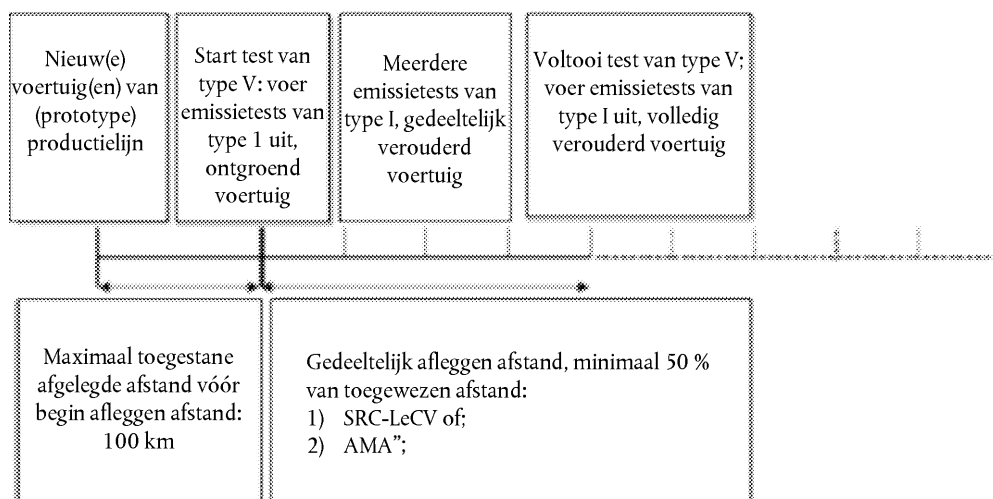 Nieuw(e)
voertuig(en) van
(prototype)
productielijn
Start test van
type V: voer
emissietests van
type 1 uit,
ontgroend
voertuig
Meerdere
emissietests van
type I, gedeeltelijk
verouderd
voertuig
Voltooi test van type V;
voer emissietests van
type I uit, volledig
verouderd voertuig
Maximaal toegestane
afgelegde afstand vóór
begin afleggen afstand:
100 km
Gedeeltelijk afleggen afstand, minimaal 50 %
van toegewezen afstand:
1) SRC-LeCV of;
2) AMA”;